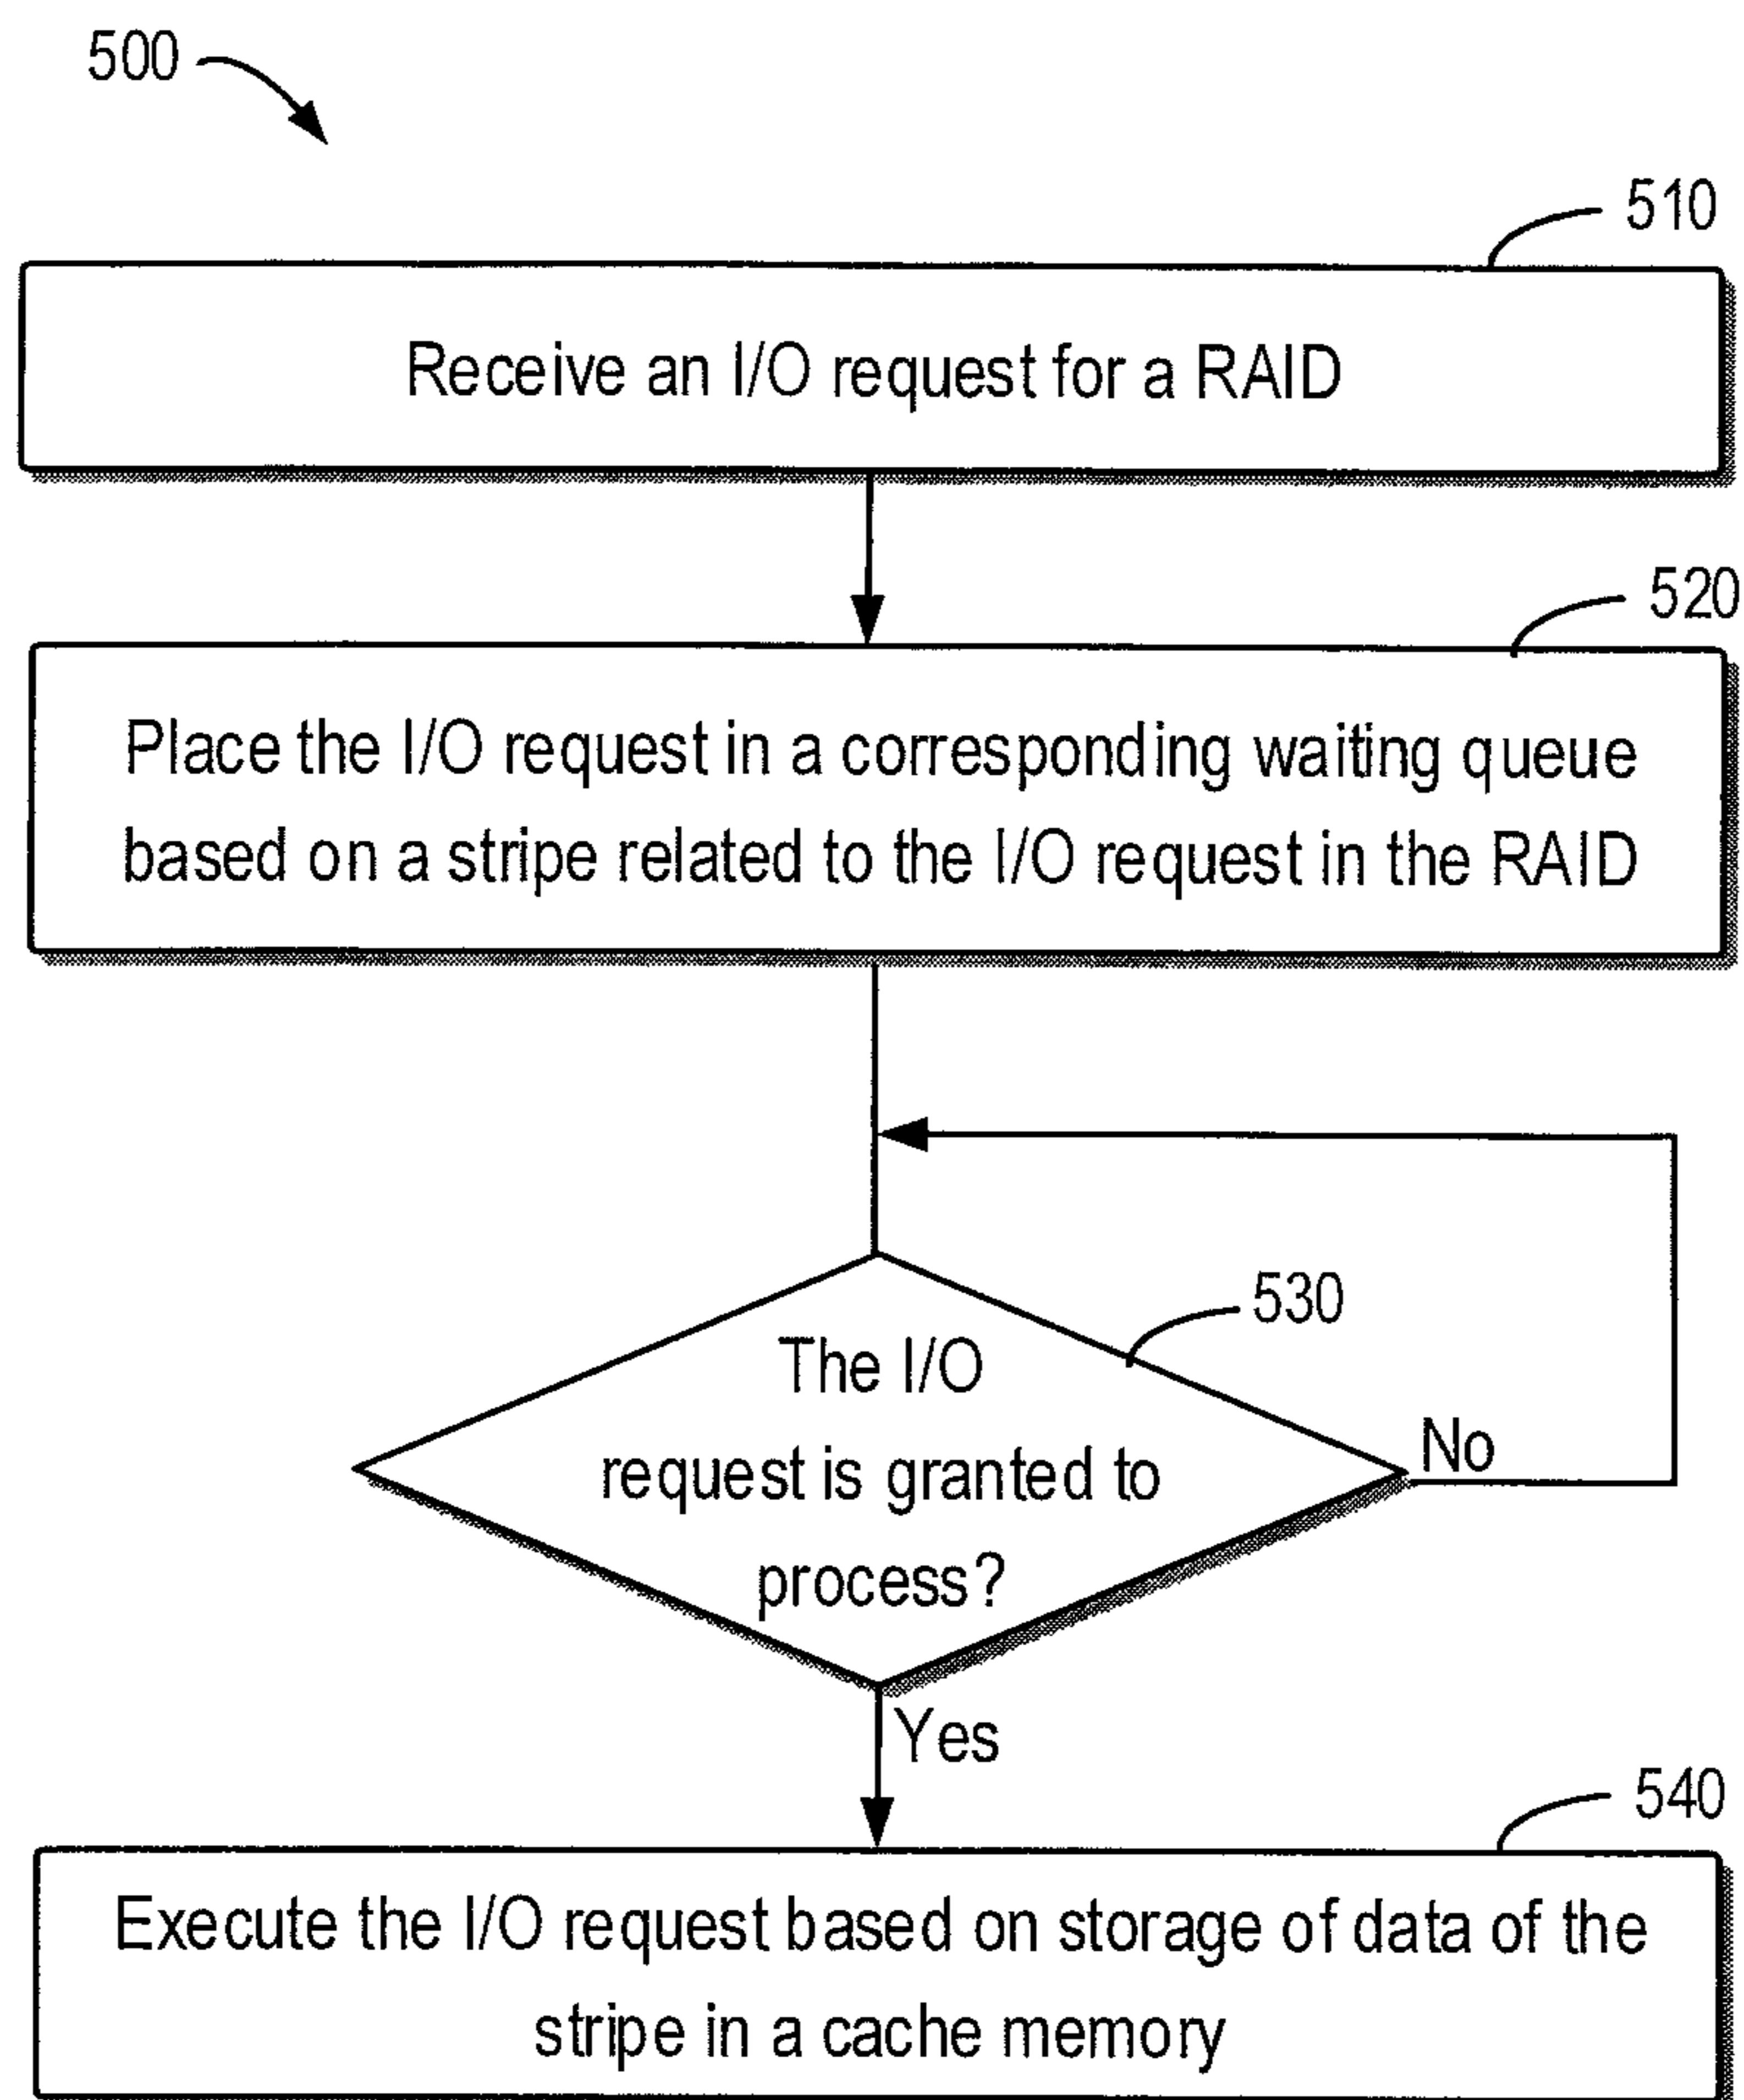 500
510
Receive an I/O request for a RAID
520
Place the I/O request in a corresponding waiting queue
based on a stripe related to the I/O request in the RAID
530
The I/O
request is granted to
process?
No
Yes
540
Execute the I/O request based on storage of data of the
stripe in a cache memory